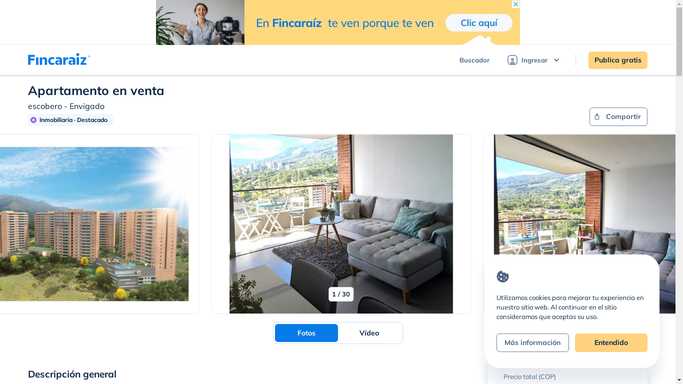 En Fincaraíz te ven porque te ven
Clic aquí
Fincaraiz
Buscador
Ingresar
Publica gratis
Apartamento en venta
escobero - Envigado
Inmobiliaria · Destacado
Compartir
1 / 30
Fotos
Vídeo
Utilizamos cookies para mejorar tu experiencia en
nuestro sitio web. Al continuar en el sitio
consideramos que aceptas su uso.
Más información
Entendido
Descripción general
Precio total (COP)